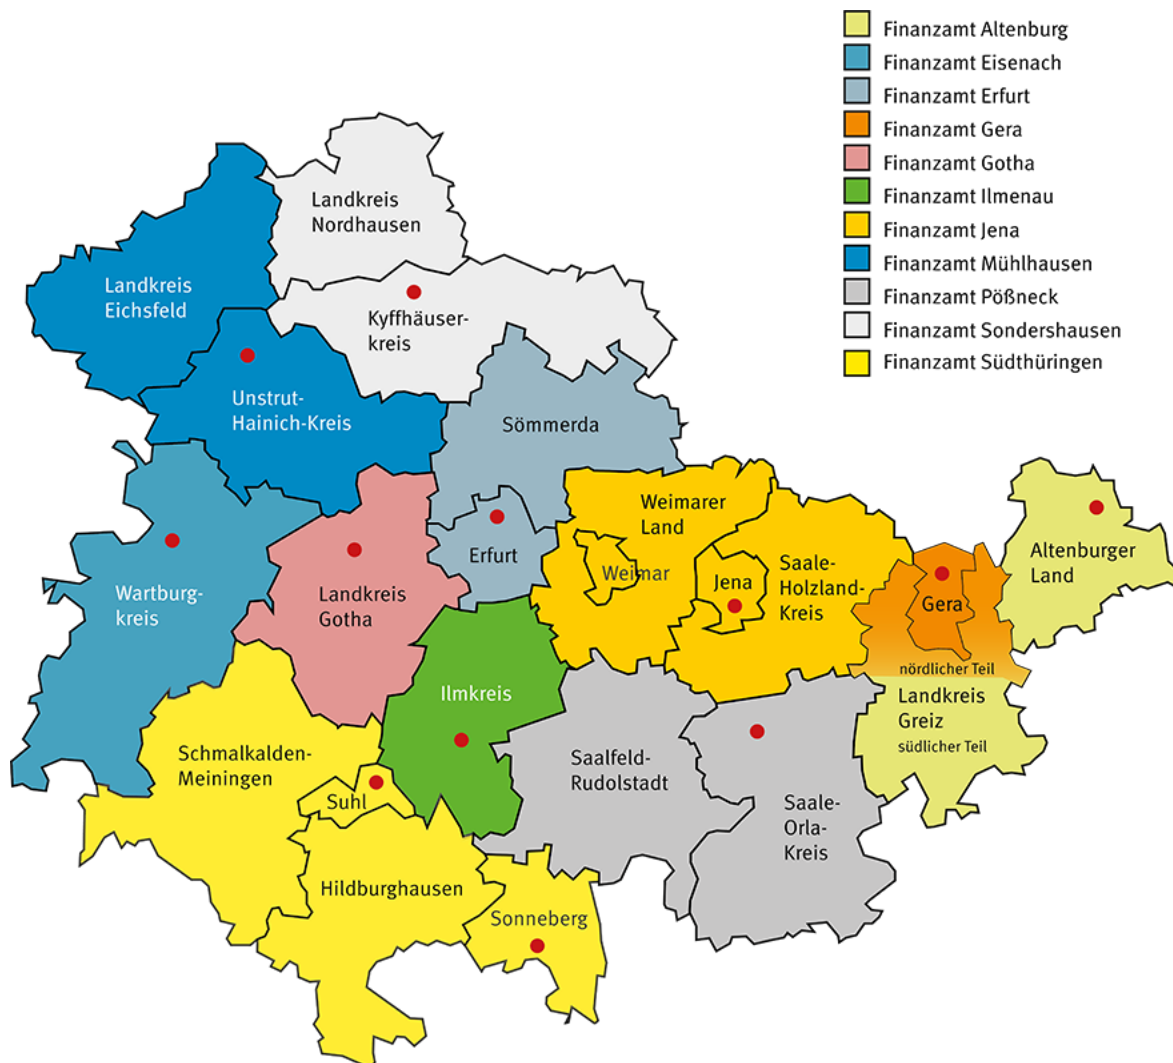 Finanzamt Altenburg
Finanzamt Eisenach
Finanzamt Erfurt
Finanzamt Gera
Finanzamt Gotha
Finanzamt Ilmenau
Finanzamt Jena
Finanzamt Mühlhausen
Finanzamt Pößneck
Finanzamt Sondershausen
Finanzamt Südthüringen
Landkreis
Nordhausen
Landkreis
Eichsfeld
Kyffhäuser-
kreis
Unstrut-
Hainich-Kreis
Sömmerda
Weimarer
Land
Erfurt
Weimar
Jena
Saale-
Holzland-
Kreis
Altenburger
Land
Wartburg-
kreis
Landkreis
Gotha
Gera
nördlicher Teil
Landkreis
Greiz
südlicher Teil
Ilmkreis
Schmalkalden-
Meiningen
Suhl
Saalfeld-
Rudolstadt
Saale-
Orla-
Kreis
Hildburghausen
Sonneberg